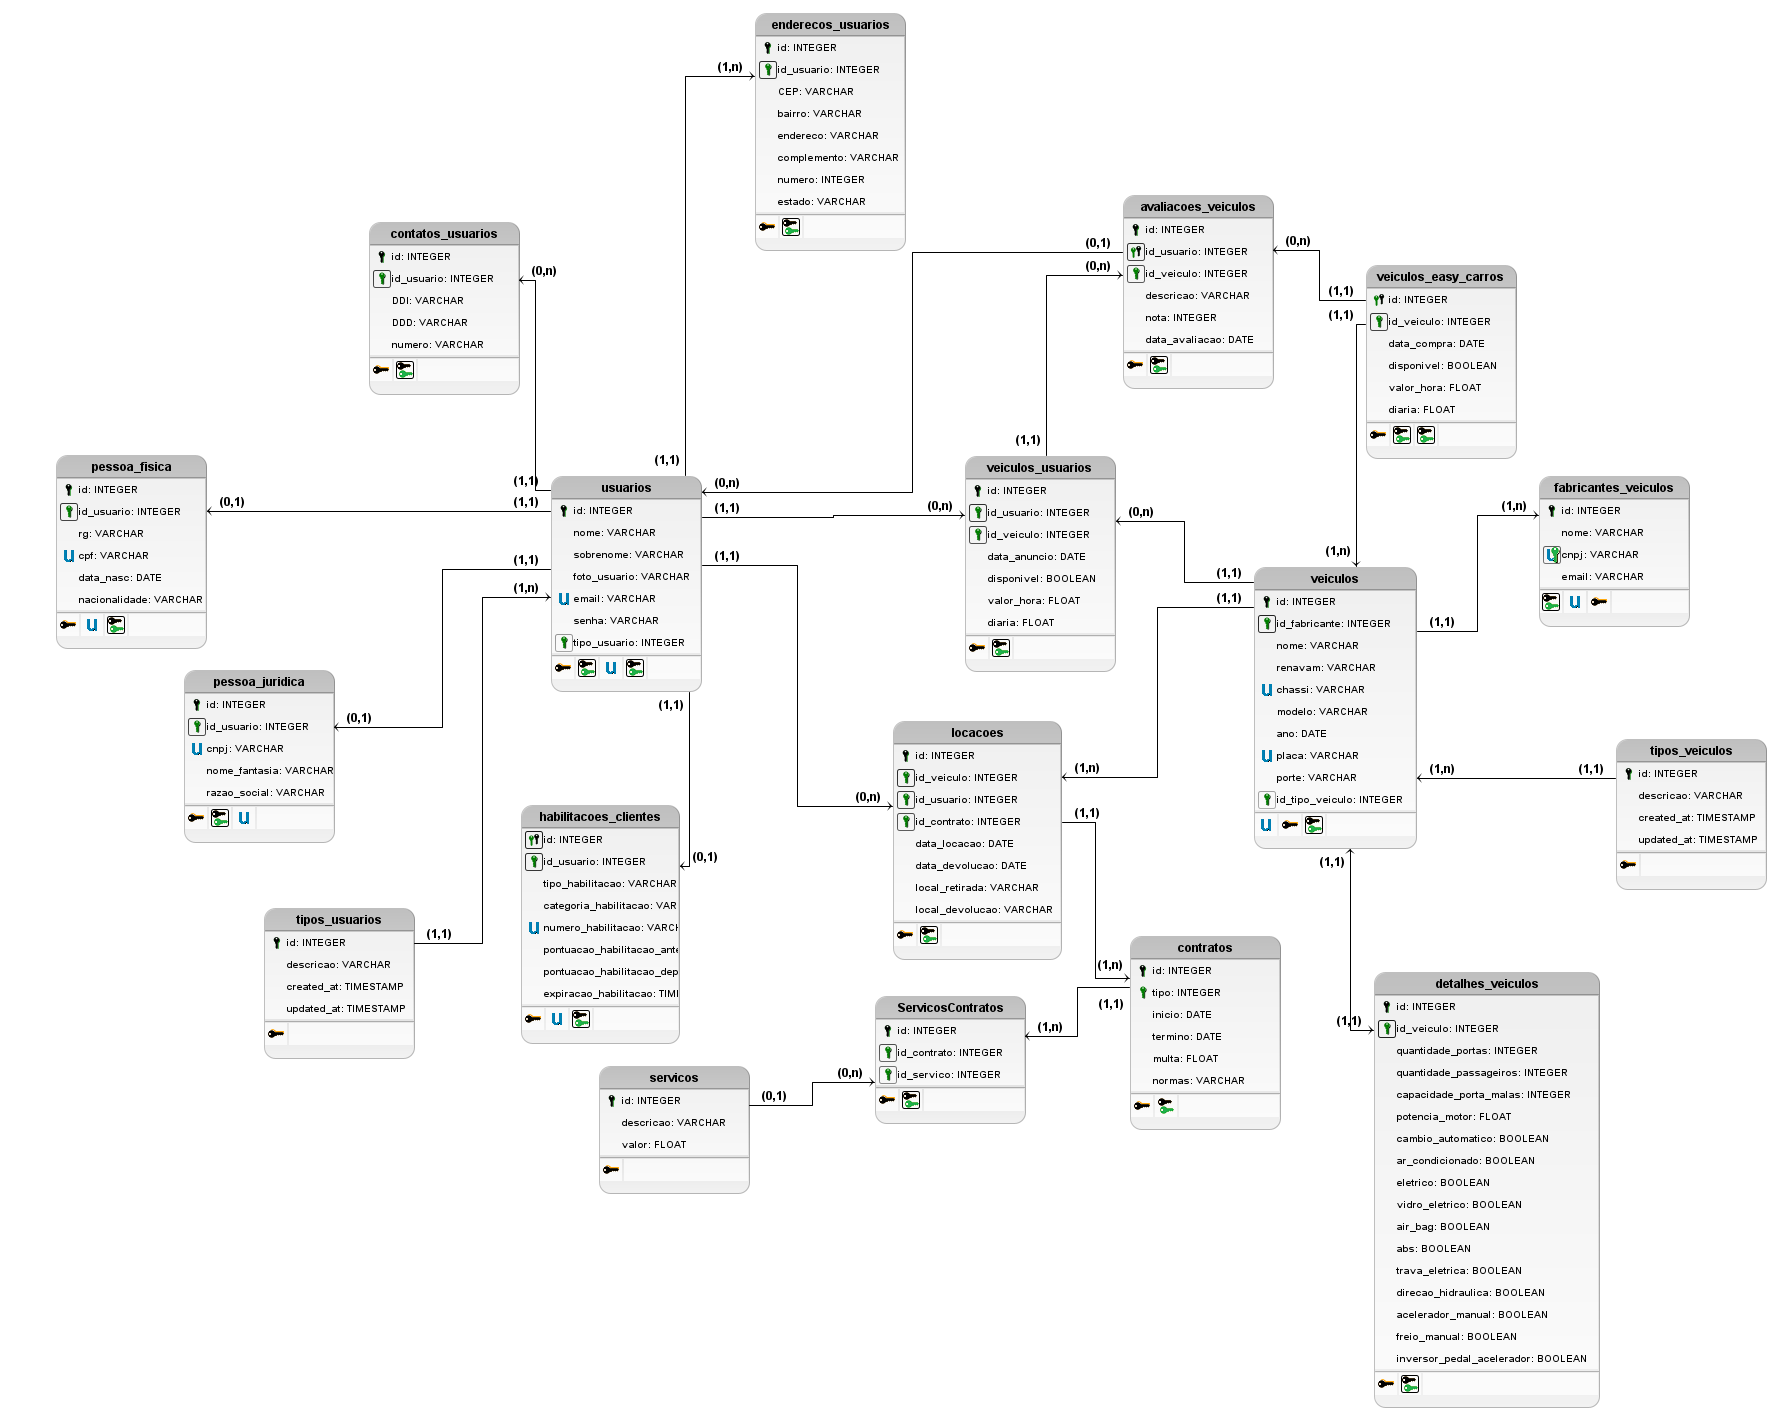 enderecos_usuarios
id: INTEGER
id_usuario: INTEGER
CEP: VARCHAR
bairro: VARCHAR
endereco: VARCHAR
complemento: VARCHAR
numero: INTEGER
estado: VARCHAR
(1,n)
(1,1)
contatos_usuarios
id: INTEGER
id_usuario: INTEGER
DDI: VARCHAR
DDD: VARCHAR
numero: VARCHAR
(0,n)
(1,1)
avaliacoes_veiculos
id: INTEGER
id_usuario: INTEGER
id_veiculo: INTEGER
descricao: VARCHAR
nota: INTEGER
data_avaliacao: DATE
(0,1)
(0,n)
(0,n)
(1,1)
(1,1)
veiculos_easy_carros
id: INTEGER
id_veiculo: INTEGER
data_compra: DATE
disponivel: BOOLEAN
valor_hora: FLOAT
diaria: FLOAT
(1,1)
(1,n)
pessoa_fisica
id: INTEGER
id_usuario: INTEGER
rg: VARCHAR
u cpf: VARCHAR
data_nasc: DATE
nacionalidade: VARCHAR
u
(0,1)
(1,1)
usuarios
id: INTEGER
nome: VARCHAR
sobrenome: VARCHAR
foto_usuario: VARCHAR
u email: VARCHAR
senha: VARCHAR
tipo_usuario: INTEGER
u
(0,n)
(1,1)
(1,1)
(1,1)
(1,n)
(1,1)
(0,n)
veiculos_usuarios
id: INTEGER
id_usuario: INTEGER
id_veiculo: INTEGER
data_anuncio: DATE
disponivel: BOOLEAN
valor_hora: FLOAT
diaria: FLOAT
(0,n)
(1,1)
(1,1)
fabricantes_veiculos
id: INTEGER
nome: VARCHAR
u cnpj: VARCHAR
email: VARCHAR
u
(1,n)
(1,1)
veiculos
id: INTEGER
id_fabricante: INTEGER
nome: VARCHAR
renavam: VARCHAR
u chassi: VARCHAR
modelo: VARCHAR
ano: DATE
u placa: VARCHAR
porte: VARCHAR
id_tipo_veiculo: INTEGER
u
(1,n)
(1,1)
(1,1)
pessoa_juridica
id: INTEGER
id_usuario: INTEGER
u cnpj: VARCHAR
nome_fantasia: VARCHAR
razao_social: VARCHAR
u
(0,1)
locacoes
id: INTEGER
id_veiculo: INTEGER
id_usuario: INTEGER
id_contrato: INTEGER
data_locacao: DATE
data_devolucao: DATE
local_retirada: VARCHAR
local_devolucao: VARCHAR
(1,n)
(0,n)
(1,1)
(1,n)
tipos_veiculos
id: INTEGER
descricao: VARCHAR
created_at: TIMESTAMP
updated_at: TIMESTAMP
habilitacoes_clientes
id: INTEGER
id_usuario: INTEGER
tipo_habilitacao: VARCHAR
categoria_habilitacao: VAR
u numero_habilitacao: VARCH
pontuacao_habilitacao_ante
pontuacao_habilitacao_dep
expiracao_habilitacao: TIMI
u
(0,1)
tipos_usuarios
id: INTEGER
descricao: VARCHAR
created_at: TIMESTAMP
updated_at: TIMESTAMP
(1,1)
contratos
id: INTEGER
tipo: INTEGER
inicio: DATE
termino: DATE
multa: FLOAT
normas: VARCHAR
(1,1)
(1,n)
ServicosContratos
id: INTEGER
id_contrato: INTEGER
id_servico: INTEGER
(0,n)
(0,1)
servicos
id: INTEGER
descricao: VARCHAR
valor: FLOAT
(1,1)
detalhes_veiculos
id: INTEGER
id_veiculo: INTEGER
quantidade_portas: INTEGER
quantidade_passageiros: INTEGER
capacidade_porta_malas: INTEGER
potencia_motor: FLOAT
cambio_automatico: BOOLEAN
ar_condicionado: BOOLEAN
eletrico: BOOLEAN
vidro_eletrico: BOOLEAN
air_bag: BOOLEAN
abs: BOOLEAN
trava_eletrica: BOOLEAN
direcao_hidraulica: BOOLEAN
acelerador_manual: BOOLEAN
freio_manual: BOOLEAN
inversor_pedal_acelerador: BOOLEAN